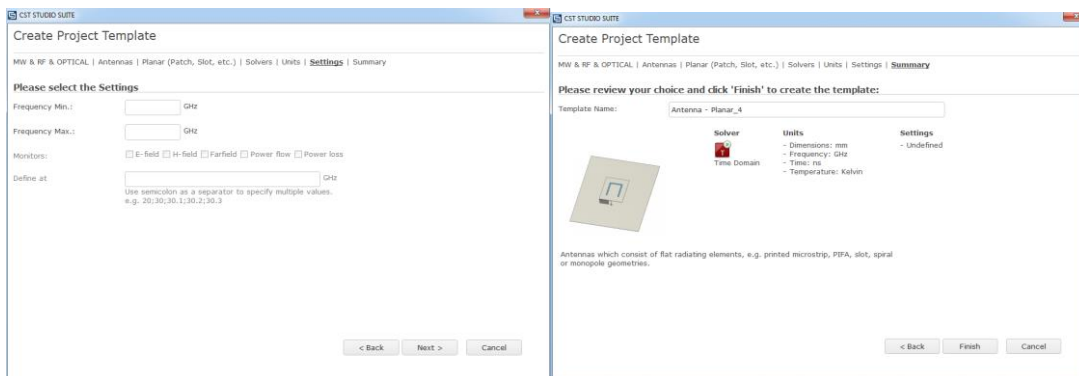 CST STUDIO SUITE
Create Project Template
MW & RF & OPTICAL | Antennas | Planar (Patch, Slot, etc.) | Solvers | Units | Settings | Summary
Please select the Settings
Frequency Min.: GHz
Frequency Max.: GHz
Monitors: E-field H-field Farfield Power flow Power loss
Define at GHz
Use semicolon as a separator to specify multiple values.
e.g. 20;30;30.1;30.2;30.3
< Back Next > Cancel
CST STUDIO SUITE
Create Project Template
MW & RF & OPTICAL | Antennas | Planar (Patch, Slot, etc.) | Solvers | Units | Settings | Summary
Please review your choice and click 'Finish' to create the template:
Template Name: Antenna - Planar_4
Solver Units Settings
Time Domain
- Dimensions: mm
- Frequency: GHz
- Time: ns
- Temperature: Kelvin
- Undefined
Antennas which consist of flat radiating elements, e.g. printed microstrip, PIFA, slot, spiral
or monopole geometries.
< Back Finish Cancel